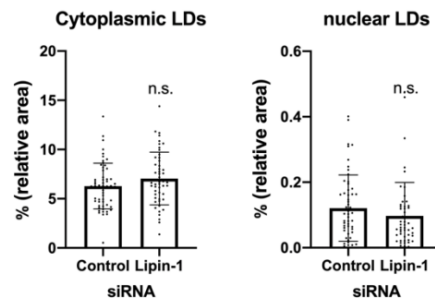 Cytoplasmic LDs
% (relative area)
20
15
10
5
0
n.s.
Control Lipin-1
siRNA
nuclear LDs
% (relative area)
0.6
0.4
0.2
0.0
n.s.
Control Lipin-1
siRNA